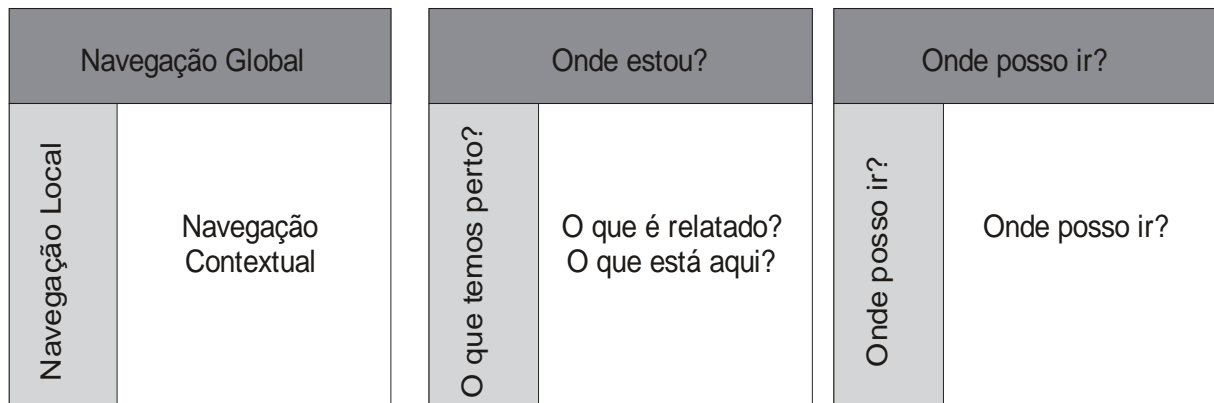 Navegação Global
Navegação Local
Navegação
Contextual
Onde estou?
O que temos perto?
O que é relatado?
O que está aqui?
Onde posso ir?
Onde posso ir?
Onde posso ir?